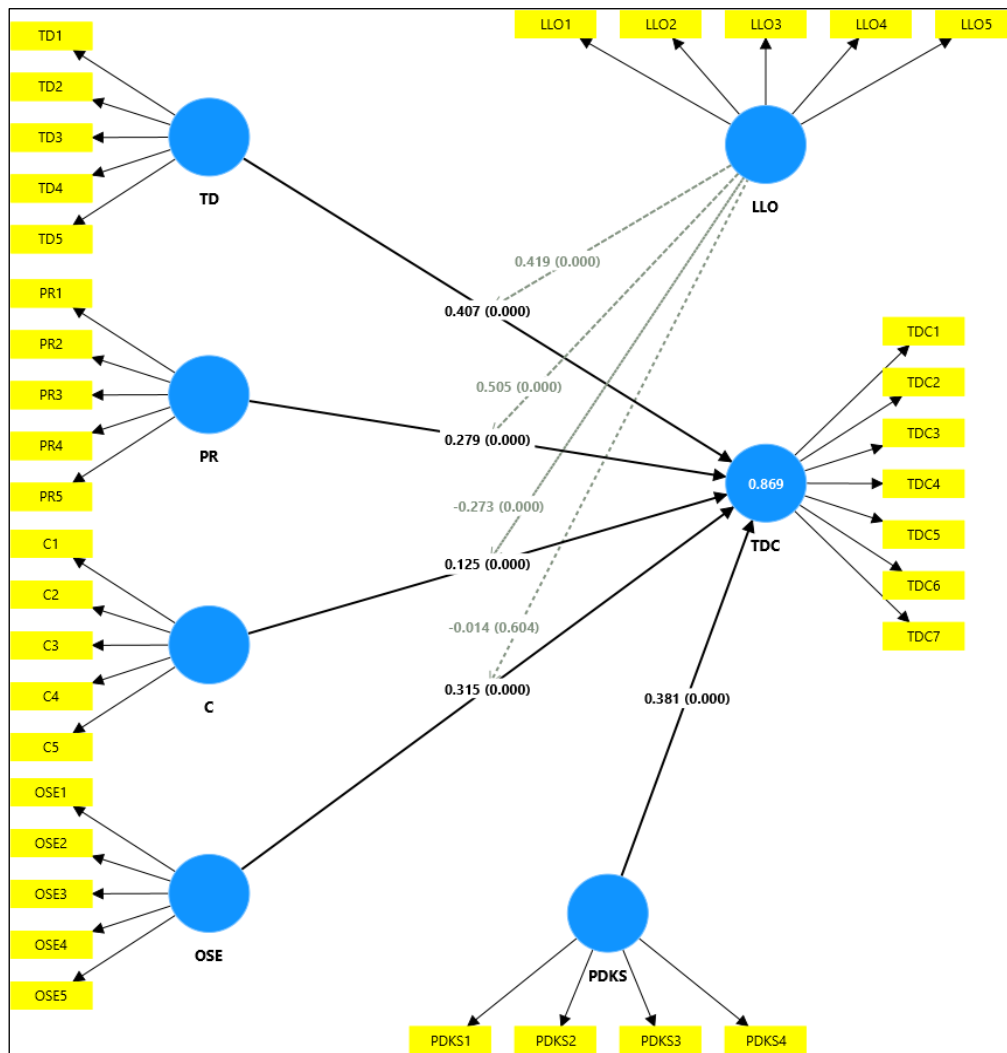 LLO1
LLO2
LLO3
LLO4
LLO5
TD1
TD2
TD3
TD4
TD5
TD
LLO
0.419 (0.000)
0.407 (0.000)
PR1
PR2
PR3
PR4
PR5
PR
0.505 (0.000)
0.279 (0.000)
TDC1
TDC2
TDC3
TDC4
TDC5
TDC6
TDC7
0.869
TDC
C1
C2
C3
C4
C5
C
-0.273 (0.000)
0.125 (0.000)
-0.014 (0.604)
0.315 (0.000)
0.381 (0.000)
OSE1
OSE2
OSE3
OSE4
OSE5
OSE
PDKS
PDKS1
PDKS2
PDKS3
PDKS4